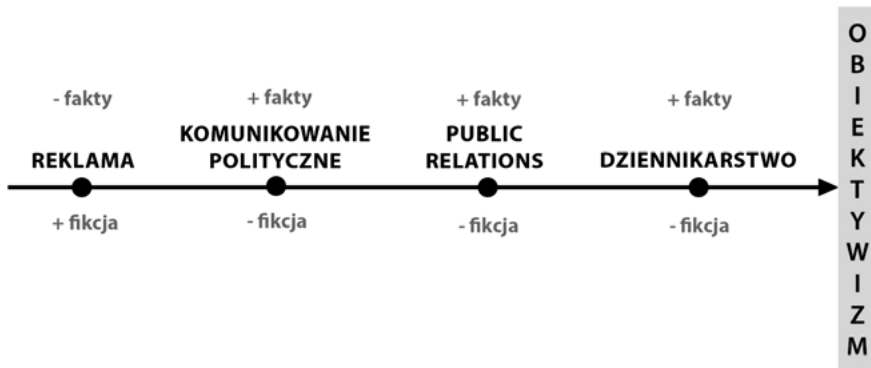 - fakty
+ fakty
+ fakty
+ fakty
REKLAMA
KOMUNIKOWANIE
POLITYCZNE
PUBLIC
RELATIONS
DZIENNIKARSTWO
+ fikcja
- fikcja
- fikcja
- fikcja
O
B
I
E
K
T
Y
W
I
Z
M